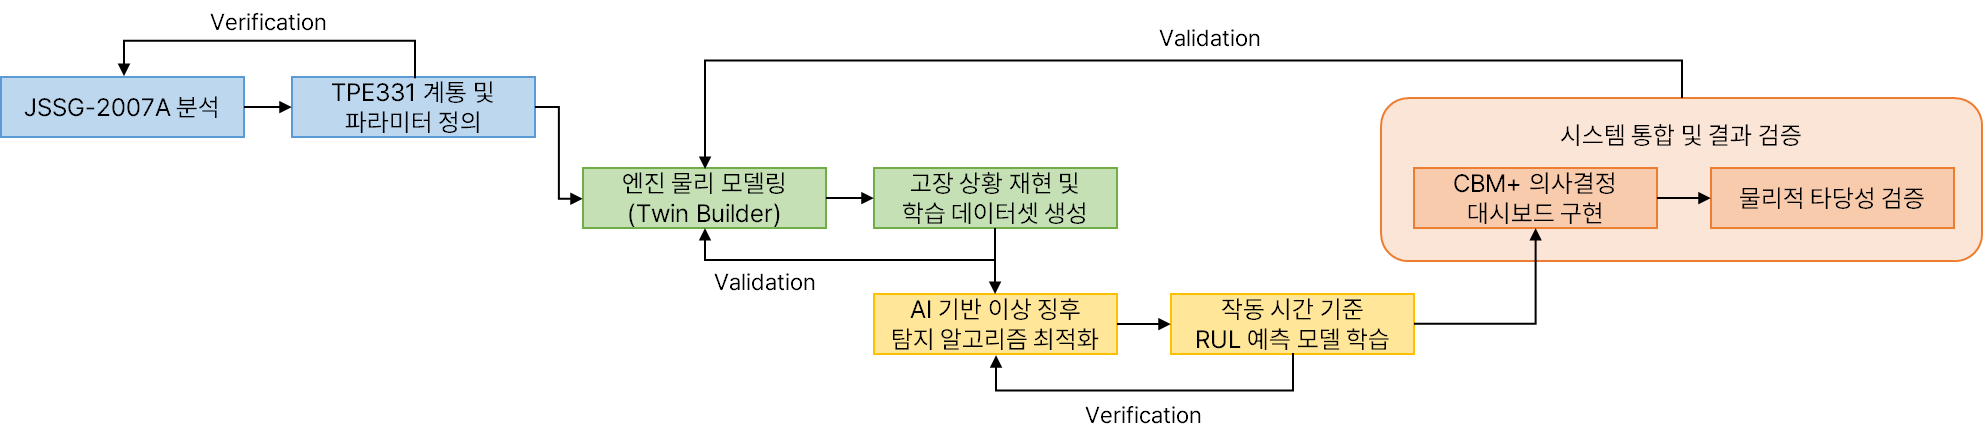 Verification
Validation
JSSG-2007A 분석
TPE331 계통 및
파라미터 정의
시스템 통합 및 결과 검증
엔진 물리 모델링
(Twin Builder)
고장 상황 재현 및
학습 데이터셋 생성
CBM+ 의사결정
대시보드 구현
물리적 타당성 검증
Validation
AI 기반 이상 징후
탐지 알고리즘 최적화
작동 시간 기준
RUL 예측 모델 학습
Verification